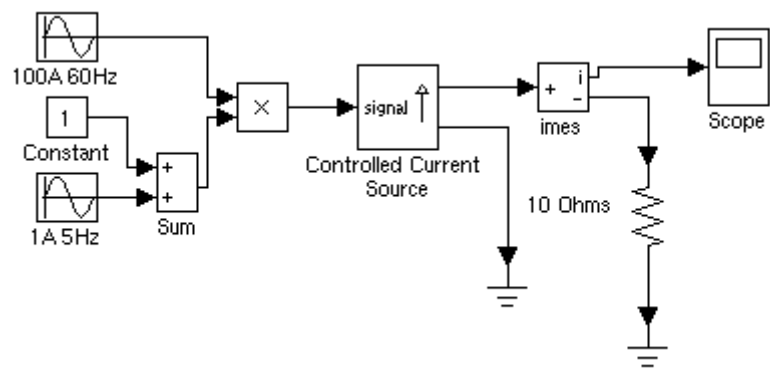 100A 60Hz
1
Constant
1A 5Hz
+
+
Sum
×
signal
Controlled Current
Source
+
i
−
imes
Scope
10 Ohms